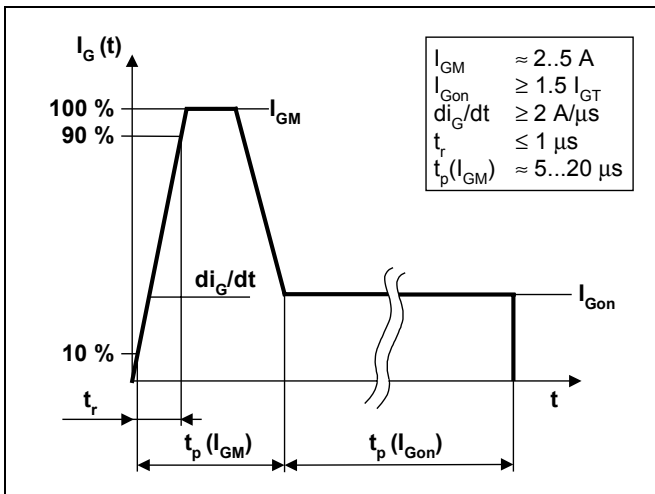 I_G (t)
100 %
90 %
10 %
I_GM
di_G/dt
I_Gon
t
t_r
t_p (I_GM)
t_p (I_Gon)
I_GM ≈ 2..5 A
I_Gon ≥ 1.5 I_GT
di_G/dt ≥ 2 A/μs
t_r ≤ 1 μs
t_p(I_GM) ≈ 5...20 μs